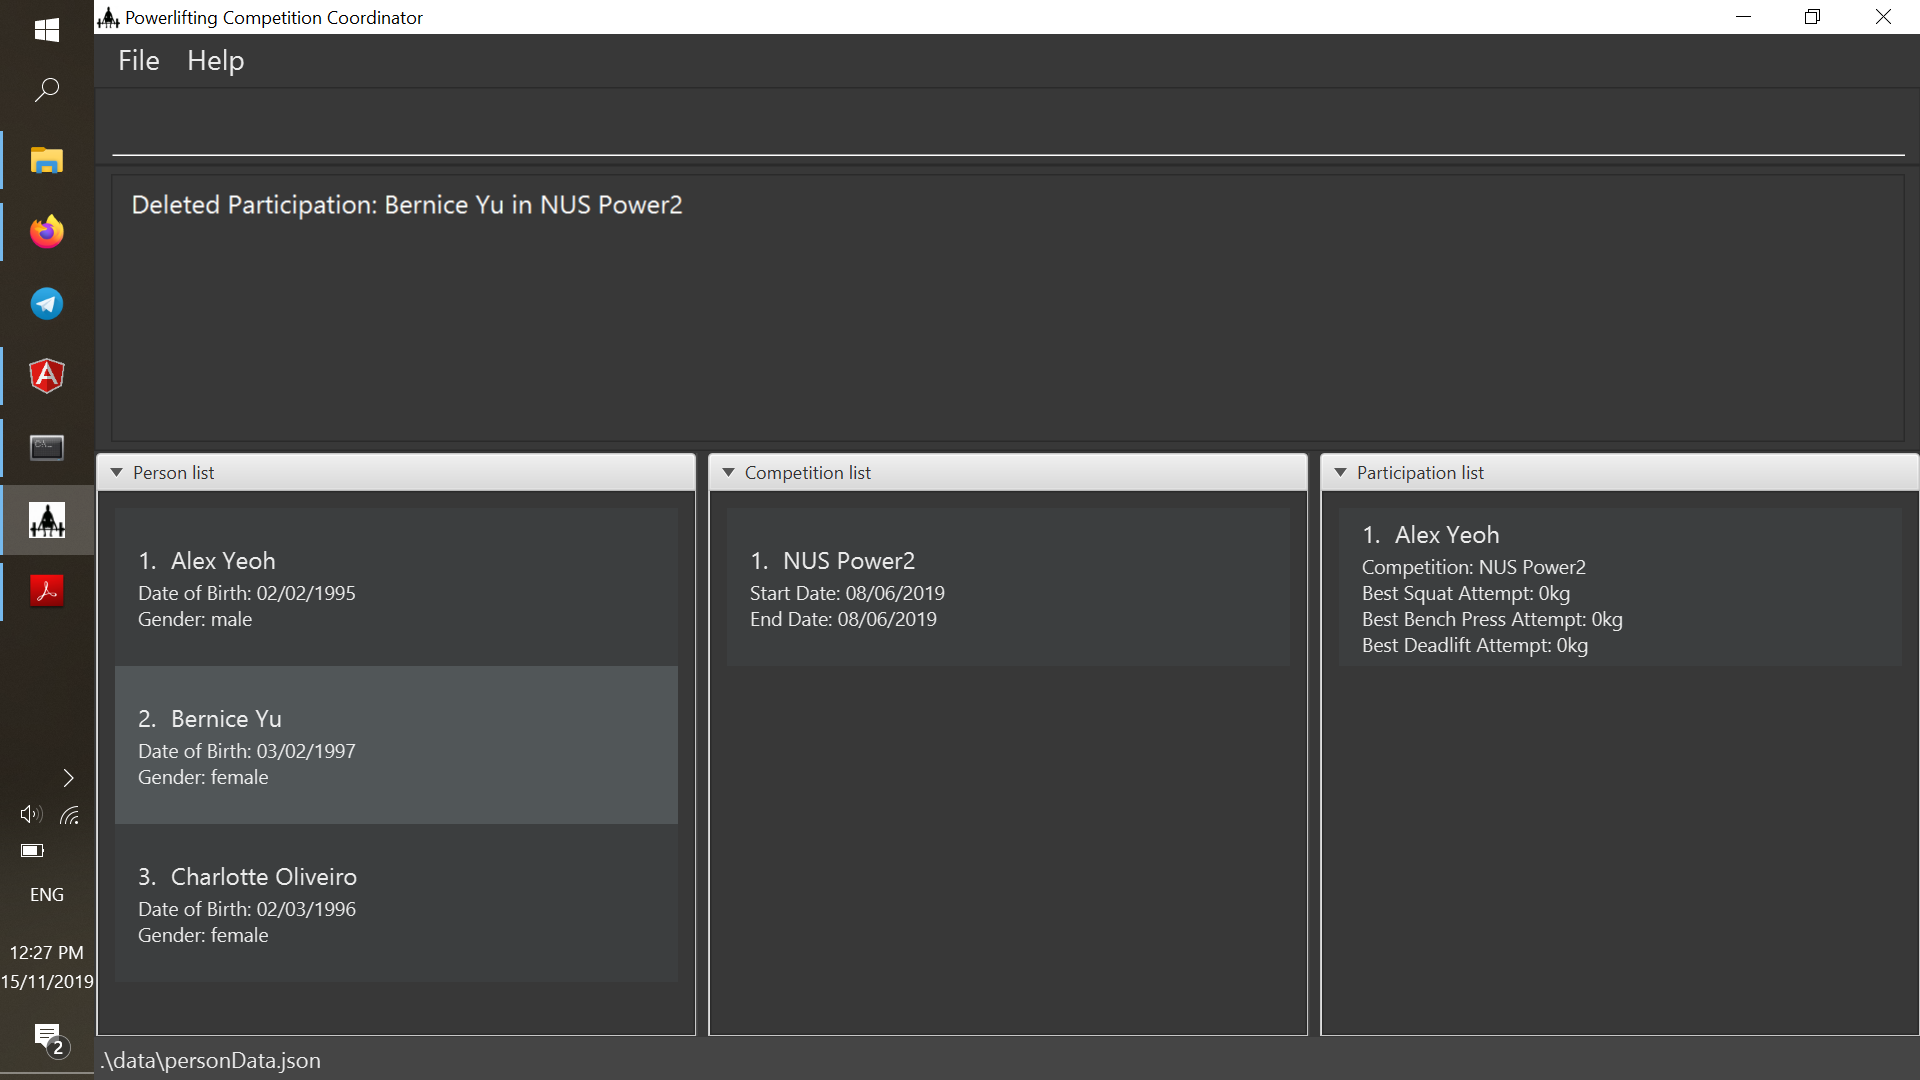 Powerlifting Competition Coordinator
File Help
Deleted Participation: Bernice Yu in NUS Power2
Person list
1. Alex Yeoh
Date of Birth: 02/02/1995
Gender: male
2. Bernice Yu
Date of Birth: 03/02/1997
Gender: female
3. Charlotte Oliveiro
Date of Birth: 02/03/1996
Gender: female
Competition list
1. NUS Power2
Start Date: 08/06/2019
End Date: 08/06/2019
Participation list
1. Alex Yeoh
Competition: NUS Power2
Best Squat Attempt: 0kg
Best Bench Press Attempt: 0kg
Best Deadlift Attempt: 0kg
.\data\personData.json
ENG
12:27 PM
15/11/2019
2